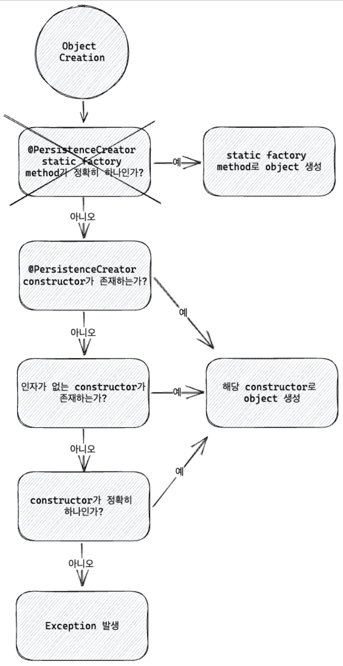 Object
Creation
@PersistenceCreator
static factory
method가 정확히 하나인가?
예
static factory
method로 object 생성
아니오
@PersistenceCreator
constructor가 존재하는가?
예
아니오
인자가 없는 constructor가
존재하는가?
예
해당 constructor로
object 생성
아니오
예
constructor가 정확히
하나인가?
아니오
Exception 발생